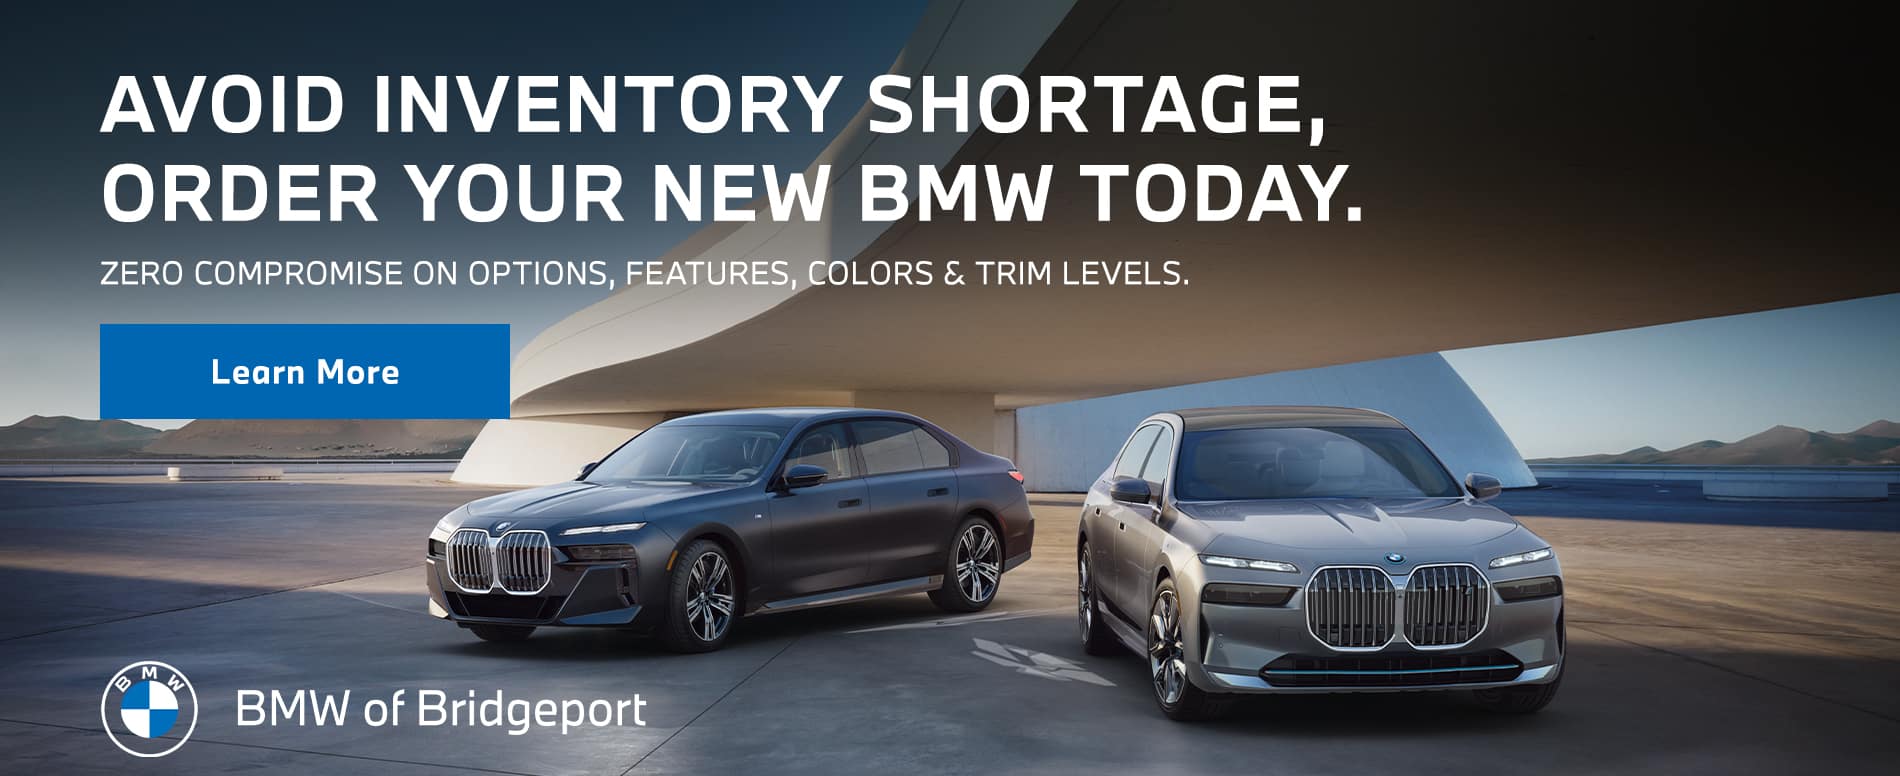 AVOID INVENTORY SHORTAGE,
ORDER YOUR NEW BMW TODAY.
ZERO COMPROMISE ON OPTIONS, FEATURES, COLORS & TRIM LEVELS.
Learn More
BMW
BMW of Bridgeport